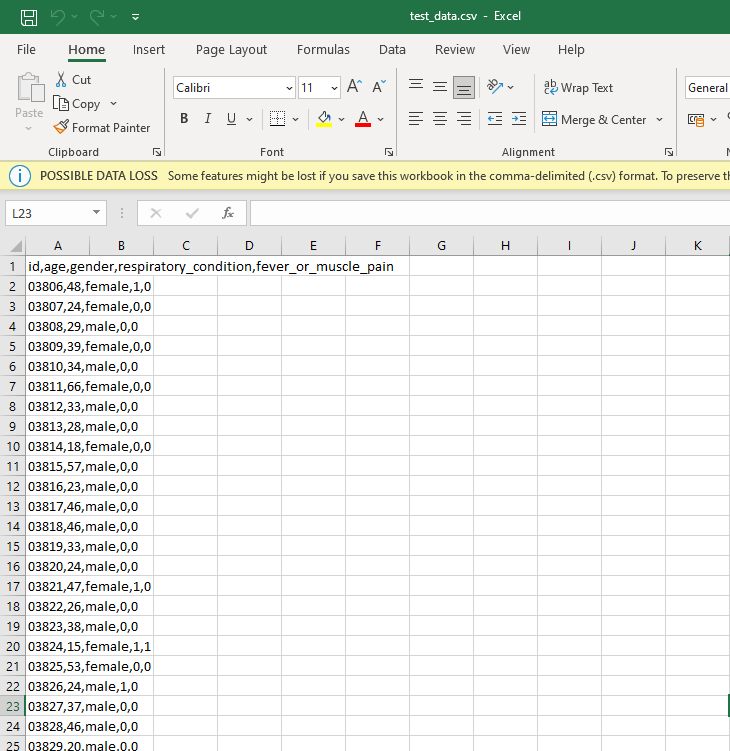 test_data.csv - Excel
File Home Insert Page Layout Formulas Data Review View Help
Paste
Cut
Copy
Format Painter
Clipboard
Calibri 11 A A
B I U A
Font
ab Wrap Text
Merge & Center
Alignment
General
POSSIBLE DATA LOSS Some features might be lost if you save this workbook in the comma-delimited (.csv) format. To preserve
L23 fx
A B C D E F G H I J K
1 id,age,gender,respiratory_condition,fever_or_muscle_pain
2 03806,48,female,1,0
3 03807,24,female,0,0
4 03808,29,male,0,0
5 03809,39,female,0,0
6 03810,34,male,0,0
7 03811,66,female,0,0
8 03812,33,male,0,0
9 03813,28,male,0,0
10 03814,18,female,0,0
11 03815,57,male,0,0
12 03816,23,male,0,0
13 03817,46,male,0,0
14 03818,46,male,0,0
15 03819,33,male,0,0
16 03820,24,male,0,0
17 03821,47,female,1,0
18 03822,26,male,0,0
19 03823,38,male,0,0
20 03824,15,female,1,1
21 03825,53,female,0,0
22 03826,24,male,1,0
23 03827,37,male,0,0
24 03828,46,male,0,0
25 03829,20,male,0,0